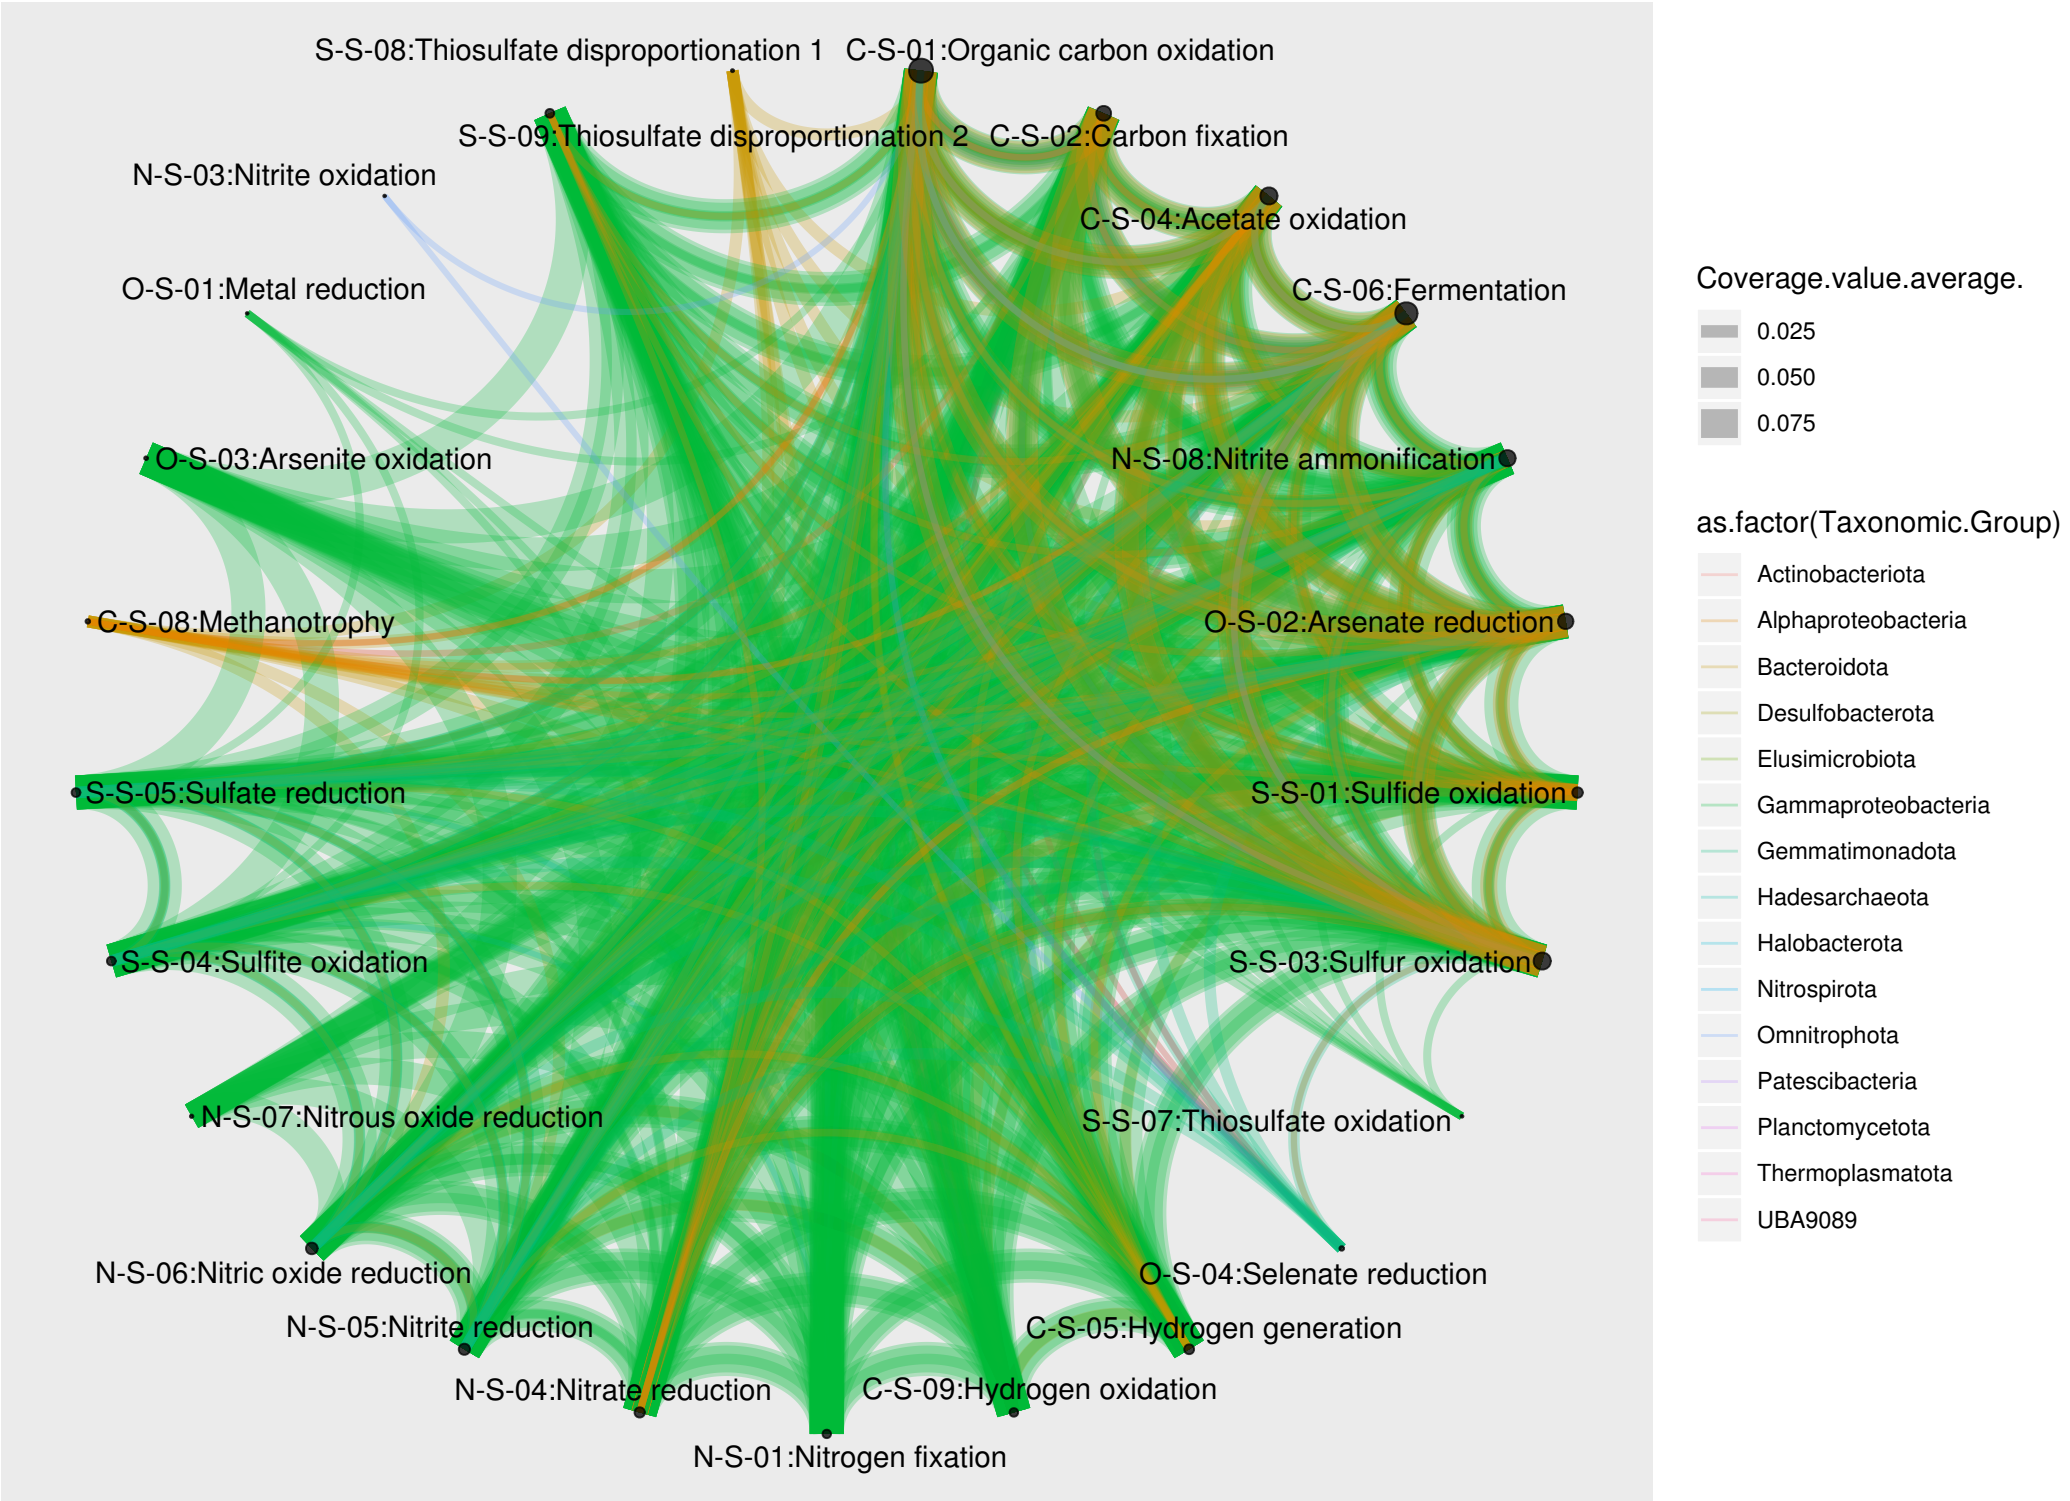 S-S-08:Thiosulfate disproportionation 1
C-S-01:Organic carbon oxidation
S-S-09:Thiosulfate disproportionation 2
C-S-02:Carbon fixation
N-S-03:Nitrite oxidation
C-S-04:Acetate oxidation
O-S-01:Metal reduction
C-S-06:Fermentation
O-S-03:Arsenite oxidation
N-S-08:Nitrite ammonification
C-S-08:Methanotrophy
O-S-02:Arsenate reduction
S-S-05:Sulfate reduction
S-S-01:Sulfide oxidation
S-S-04:Sulfite oxidation
S-S-03:Sulfur oxidation
N-S-07:Nitrous oxide reduction
S-S-07:Thiosulfate oxidation
N-S-06:Nitric oxide reduction
O-S-04:Selenate reduction
N-S-05:Nitrite reduction
C-S-05:Hydrogen generation
N-S-04:Nitrate reduction
C-S-09:Hydrogen oxidation
N-S-01:Nitrogen fixation
Coverage.value.average.
0.025
0.050
0.075
as.factor(Taxonomic.Group)
Actinobacteriota
Alphaproteobacteria
Bacteroidota
Desulfobacterota
Elusimicrobiota
Gammaproteobacteria
Gemmatimonadota
Hadesarchaeota
Halobacterota
Nitrospirota
Omnitrophota
Patescibacteria
Planctomycetota
Thermoplasmatota
UBA9089